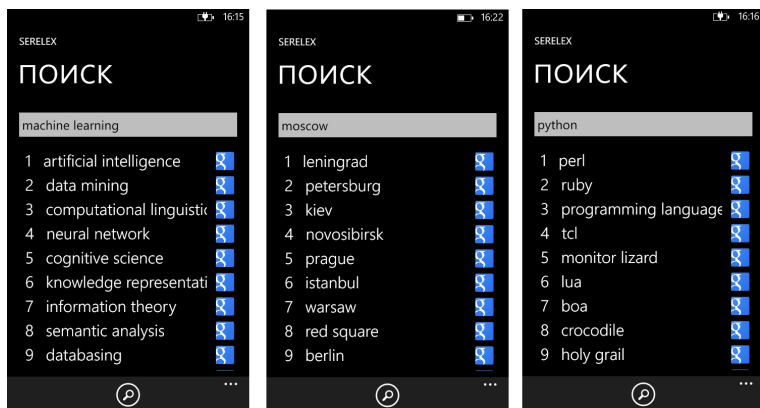 16:15
SERELEX
ПОИСК
machine learning
1 artificial intelligence
2 data mining
3 computational linguistic
4 neural network
5 cognitive science
6 knowledge representati
7 information theory
8 semantic analysis
9 databasing
16:22
SERELEX
ПОИСК
moscow
1 leningrad
2 petersburg
3 kiev
4 novosibirsk
5 prague
6 istanbul
7 warsaw
8 red square
9 berlin
16:16
SERELEX
ПОИСК
python
1 perl
2 ruby
3 programming language
4 tcl
5 monitor lizard
6 lua
7 boa
8 crocodile
9 holy grail